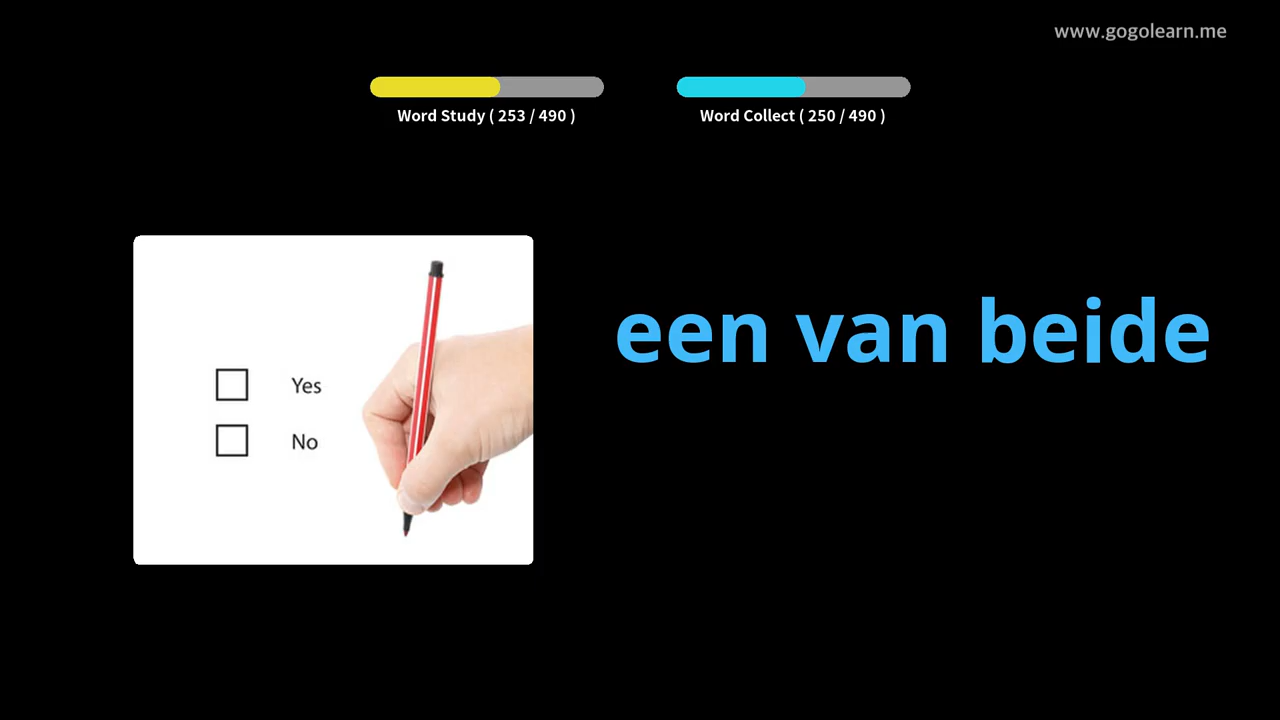 www.gogolearn.me
Word Study ( 253 / 490 )
Word Collect ( 250 / 490 )
een van beide
Yes
No